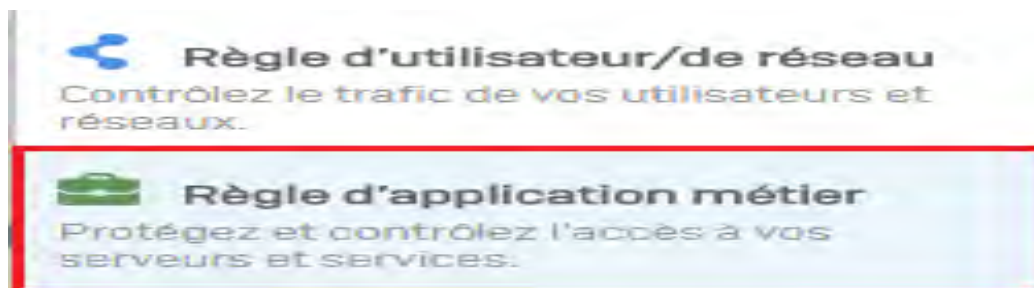 Règle d'utilisateur/de réseau
Contrôlez le trafic de vos utilisateurs et
réseaux.
Règle d'application métier
Protégez et contrôlez l'accès à vos
serveurs et services.